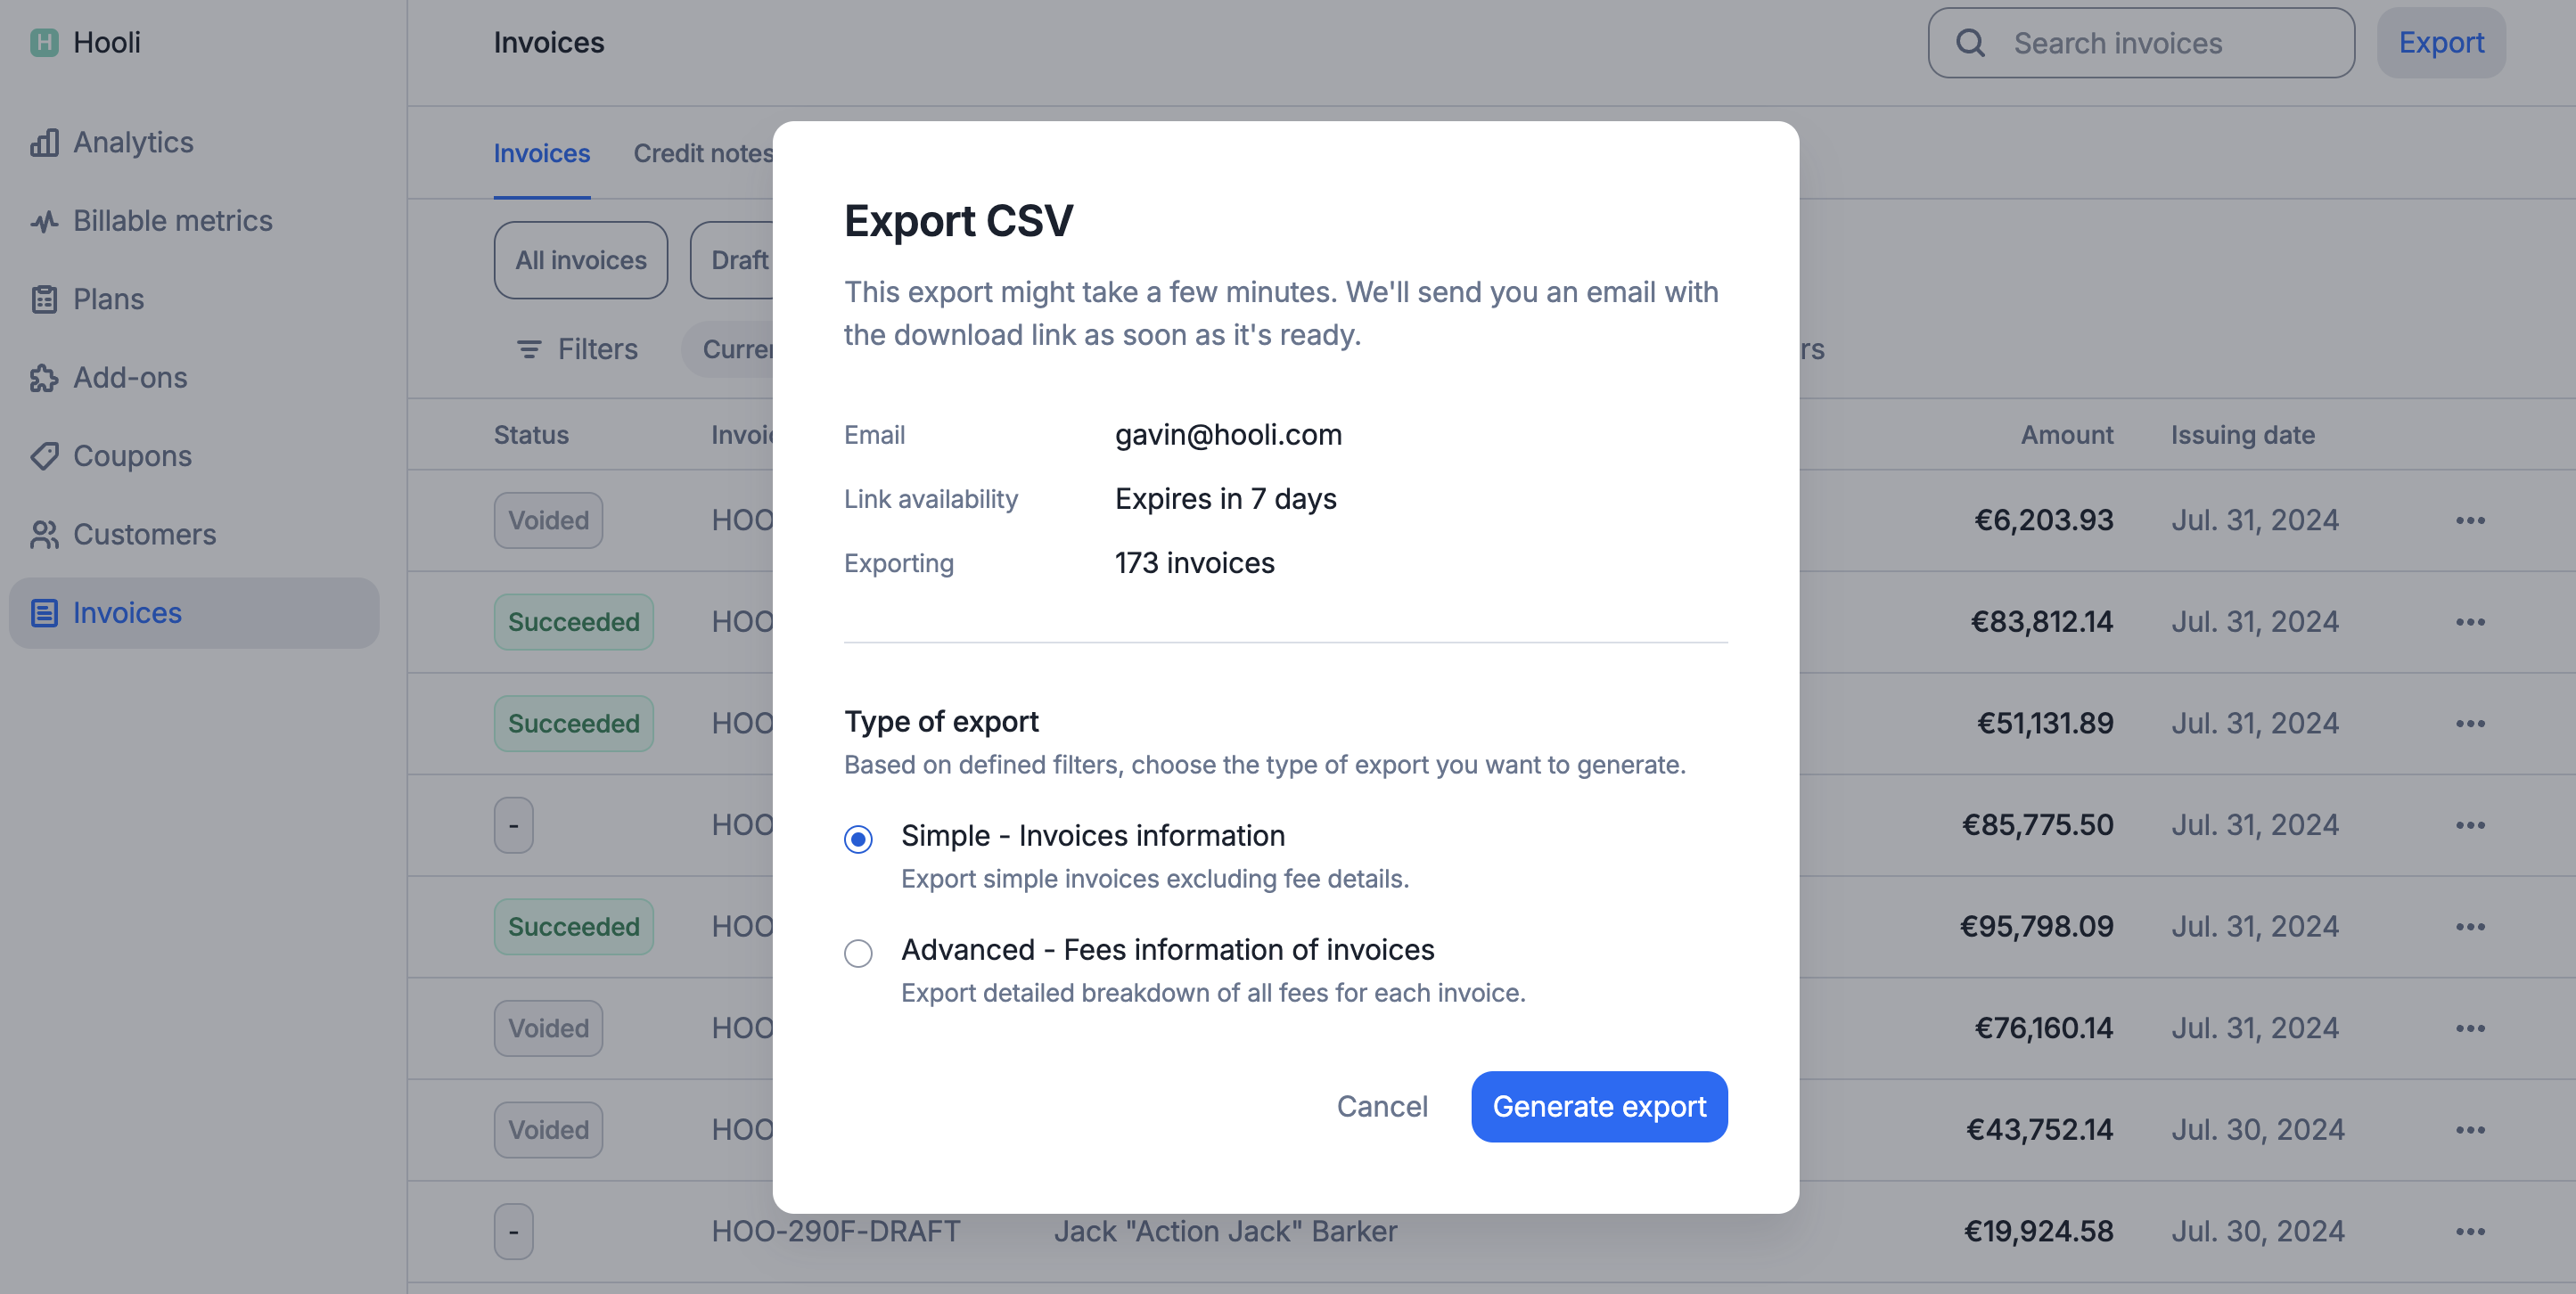 H Hooli
Invoices
Search invoices
Export
Analytics
Billable metrics
Plans
Add-ons
Coupons
Customers
Invoices
Invoices Credit notes
All invoices Draft
Filters
Status Amount Issuing date
Voided HOO €6,203.93 Jul. 31, 2024
Succeeded HOO €83,812.14 Jul. 31, 2024
Succeeded HOO €51,131.89 Jul. 31, 2024
- HOO €85,775.50 Jul. 31, 2024
Succeeded HOO €95,798.09 Jul. 31, 2024
Voided HOO €76,160.14 Jul. 31, 2024
Voided HOO €43,752.14 Jul. 30, 2024
- HOO-290F-DRAFT Jack "Action Jack" Barker €19,924.58 Jul. 30, 2024
Export CSV
This export might take a few minutes. We'll send you an email with
the download link as soon as it's ready.
Email gavin@hooli.com
Link availability Expires in 7 days
Exporting 173 invoices
Type of export
Based on defined filters, choose the type of export you want to generate.
Simple - Invoices information
Export simple invoices excluding fee details.
Advanced - Fees information of invoices
Export detailed breakdown of all fees for each invoice.
Cancel Generate export